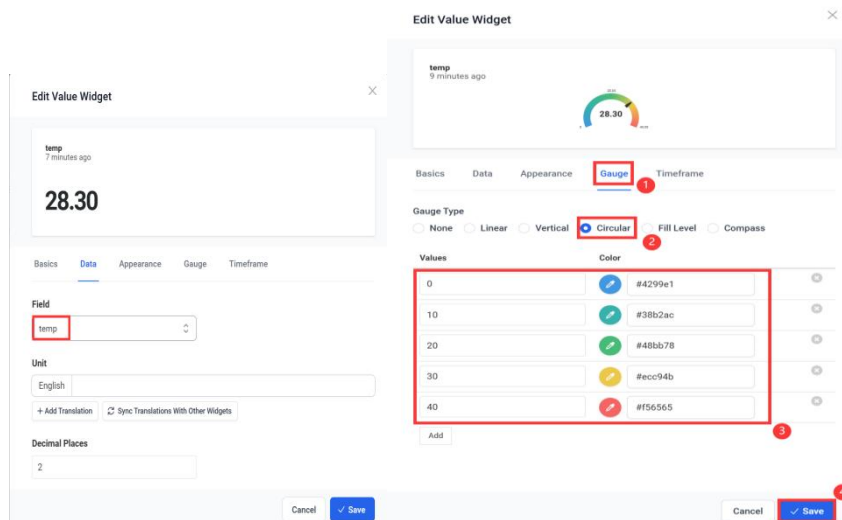 Edit Value Widget
temp
7 minutes ago
28.30
Basics Data Appearance Gauge Timeframe
Field
temp
Unit
English
+ Add Translation Sync Translations With Other Widgets
Decimal Places
2
Cancel ✓ Save
Edit Value Widget
temp
9 minutes ago
28.30
Basics Data Appearance Gauge Timeframe
1
Gauge Type
None Linear Vertical Circular Fill Level Compass
2
Values Color
0 #4299e1
10 #38b2ac
20 #48bb78
30 #ecc94b
40 #f56565
3
Add
Cancel ✓ Save